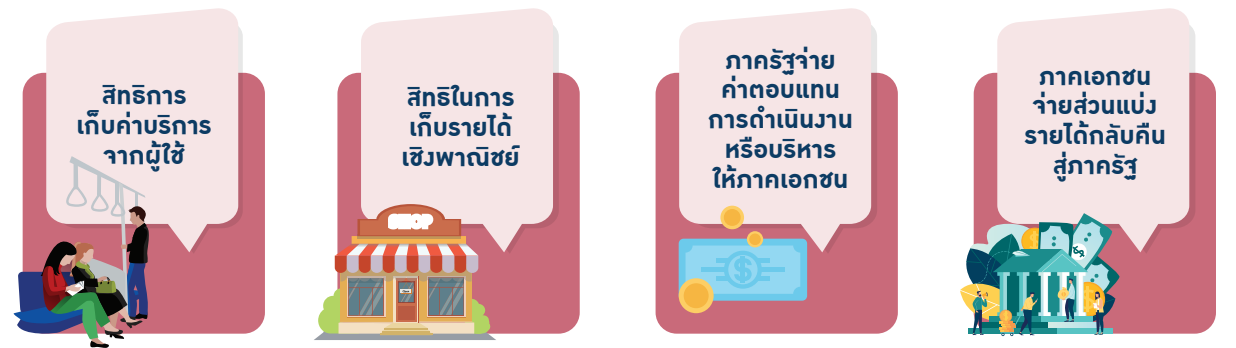 สิทธิการ
เก็บค่าบริการ
จากผู้ใช้
สิทธิในการ
เก็บรายได้
เชิงพาณิชย์
SHOP
ภาครัฐจ่าย
ค่าตอบแทน
การดำเนินงาน
หรือบริหาร
ให้ภาคเอกชน
ภาคเอกชน
จ่ายส่วนแบ่ง
รายได้กลับคืน
สู่ภาครัฐ